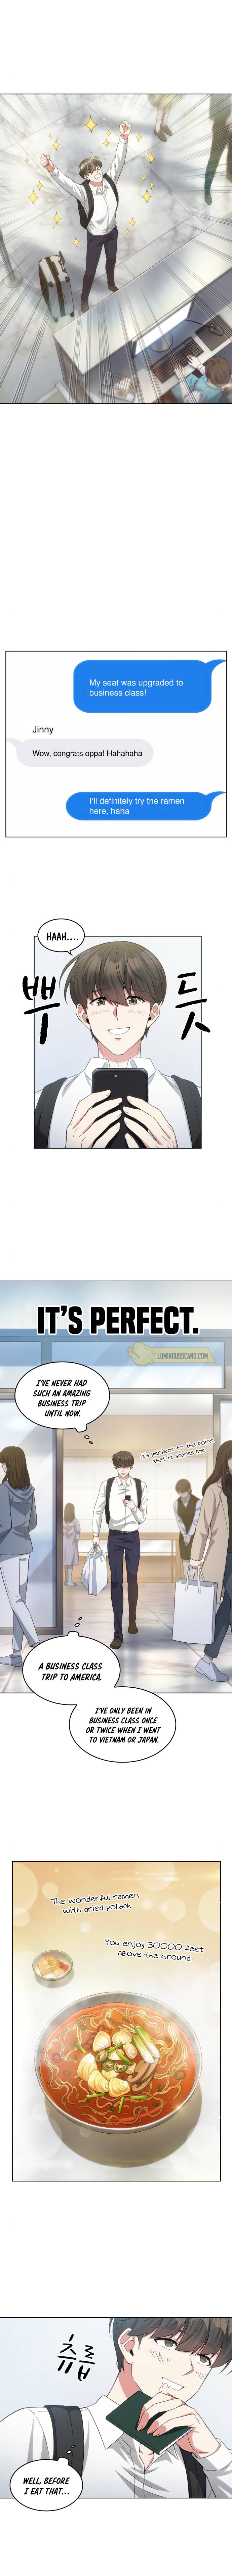 My seat was upgraded to
business class!
Jinny
Wow, congrats oppa! Hahahaha
I'll definitely try the ramen
here, haha
HAAH....
뿌듯
IT'S PERFECT.
LUMINOUSSCANS.COM
I'VE NEVER HAD
SUCH AN AMAZING
BUSINESS TRIP
UNTIL NOW.
It's perfect to the point
that it scares me
A BUSINESS CLASS
TRIP TO AMERICA.
I'VE ONLY BEEN IN
BUSINESS CLASS ONCE
OR TWICE WHEN I WENT
TO VIETNAM OR JAPAN.
The wonderful ramen
with dried pollack
You enjoy 30000 feet
above the ground.
츄릅
WELL, BEFORE
I EAT THAT...